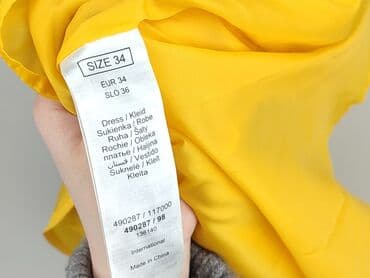 SIZE 34
EUR 34
SLO 36
Dress / Kleid
Sukienka / Robe
Ruha / Šaty
Rochie / Obleka
платье / Haljina
فستان / Vestido
Suknelė / Kleit
Kleita
490287 / 117000
490287 / 98
136140
International
Made in China